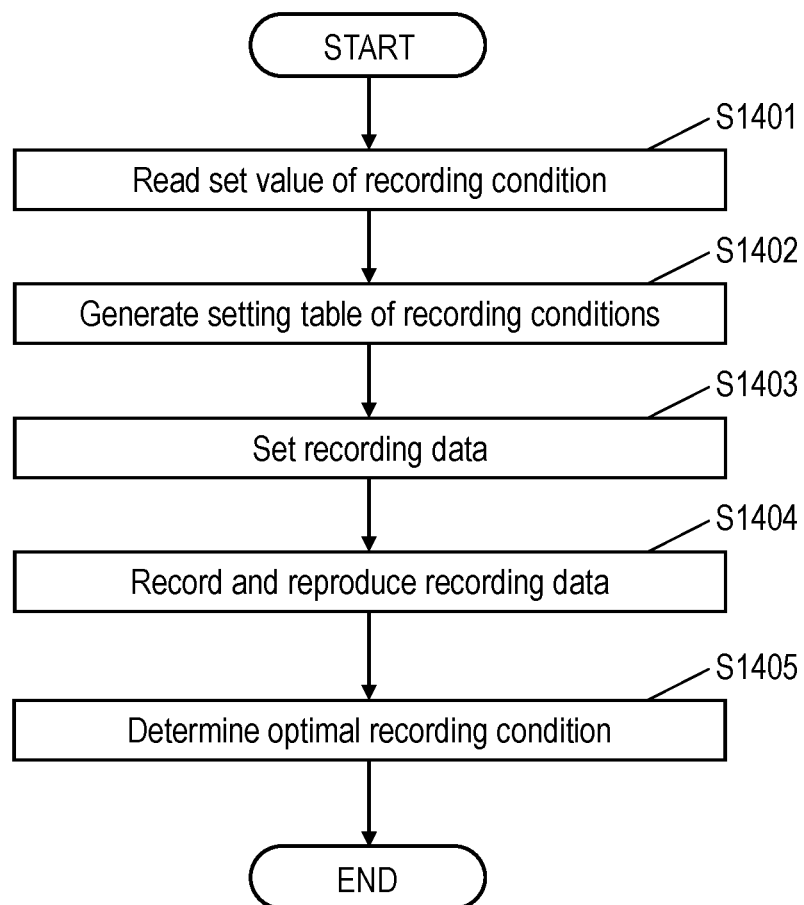 START
S1401
Read set value of recording condition
S1402
Generate setting table of recording conditions
S1403
Set recording data
S1404
Record and reproduce recording data
S1405
Determine optimal recording condition
END